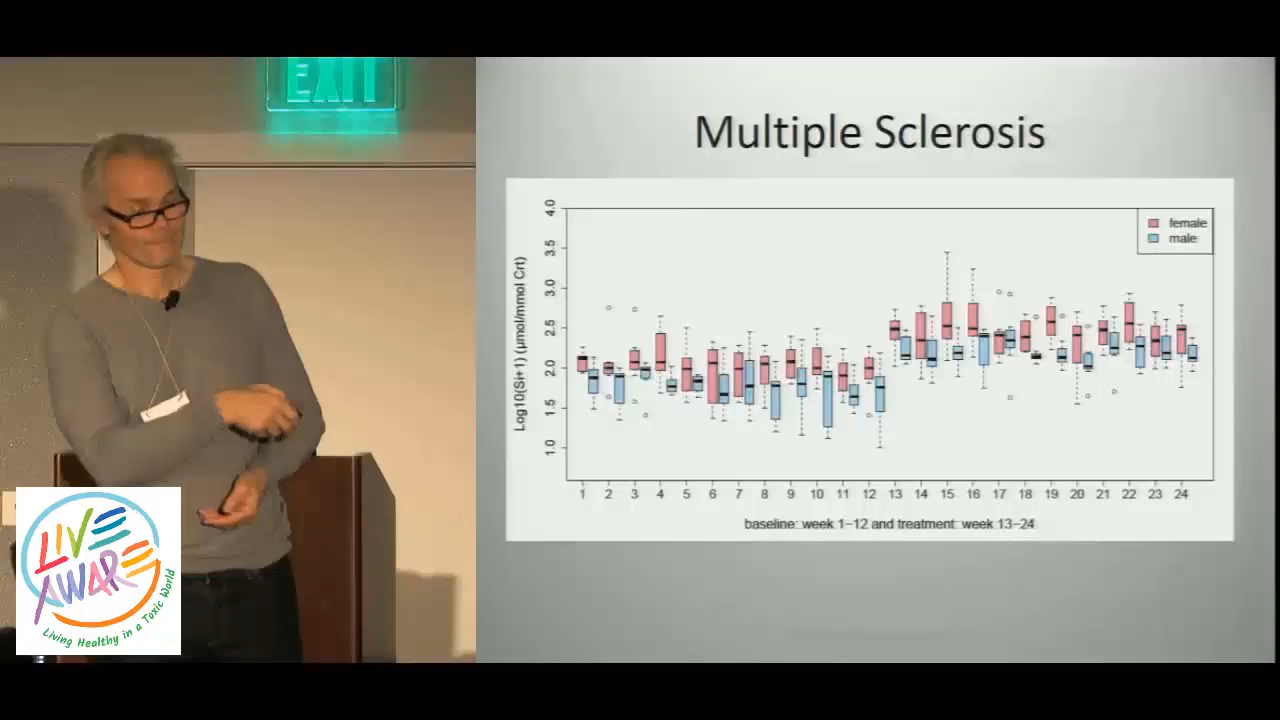 EXIT
Multiple Sclerosis
4.0
3.5
3.0
2.5
2.0
1.5
1.0
Log10(Si+1) (µmol/mmol Crt)
female
male
1 2 3 4 5 6 7 8 9 10 11 12 13 14 15 16 17 18 19 20 21 22 23 24
baseline: week 1−12 and treatment: week 13−24
LIVE
AWARE
Living Healthy in a Toxic World